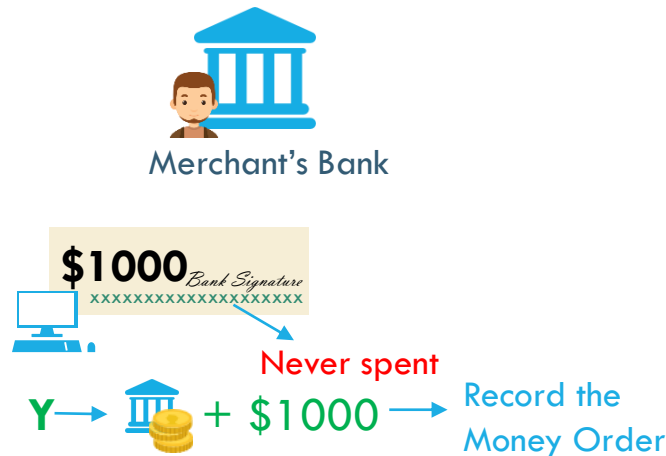 Merchant's Bank
$1000 Bank Signature
xxxxxxxxxxxxxxxxxxxx
Never spent
Y + $1000 Record the
Money Order